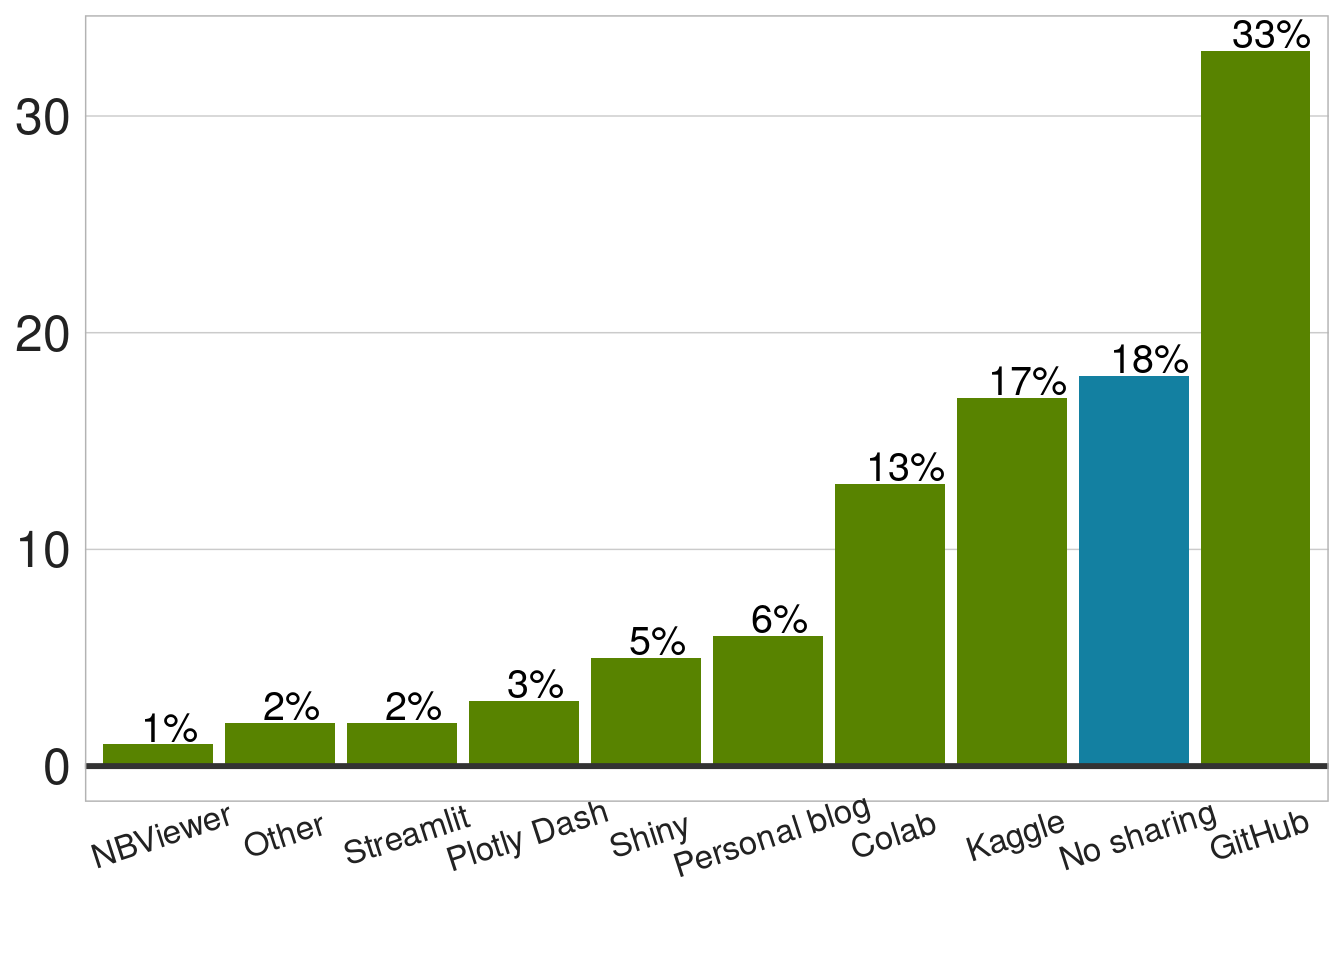 33%
30
20
18%
17%
13%
10
6%
5%
3%
2%
2%
1%
0
NBViewer
Other
Streamlit
Plotly Dash
Shiny
Personal blog
Colab
Kaggle
No sharing
GitHub